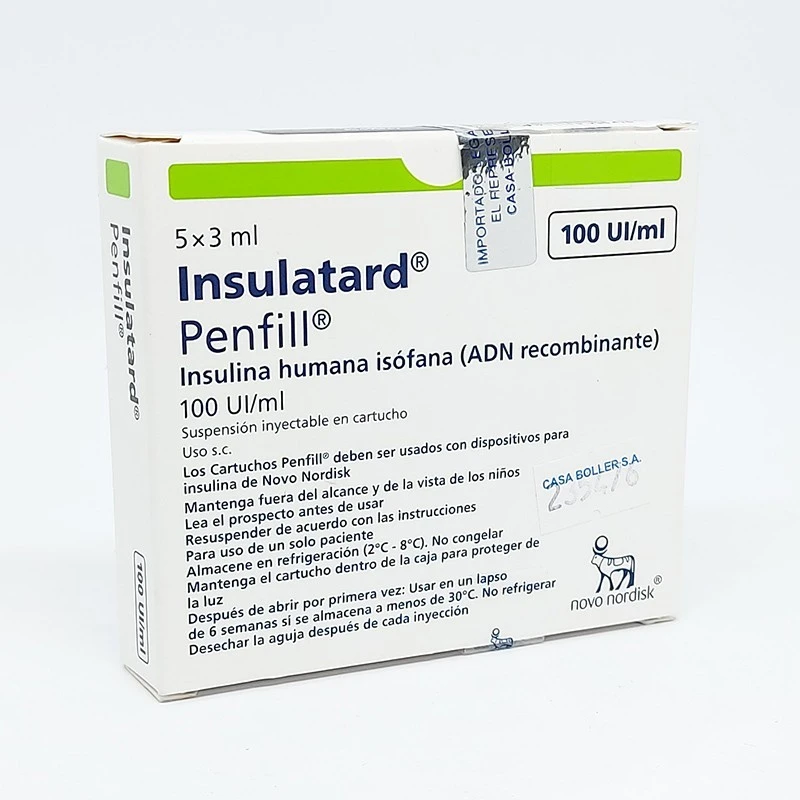 5 x 3 ml
Insulatard®
Penfill®
Insulina humana isófana (ADN recombinante)
100 UI/ml
Suspensión inyectable en cartucho
Uso s.c.
Los Cartuchos Penfill® deben ser usados con dispositivos para
insulina de Novo Nordisk
Mantenga fuera del alcance y de la vista de los niños
Lea el prospecto antes de usar
Resuspender de acuerdo con las instrucciones
Para uso de un solo paciente
Almacene en refrigeración (2°C - 8°C). No congelar
Mantenga el cartucho dentro de la caja para proteger de
la luz
Después de abrir por primera vez: Usar en un lapso
de 6 semanas si se almacena a menos de 30°C. No refrigerar
Desechar la aguja después de cada inyección
100 UI/ml
IMPORTADO
EL
CASA
CASA BOLLER S.A.
novo nordisk®
Insulatard®
Penfill®
100 UI/ml